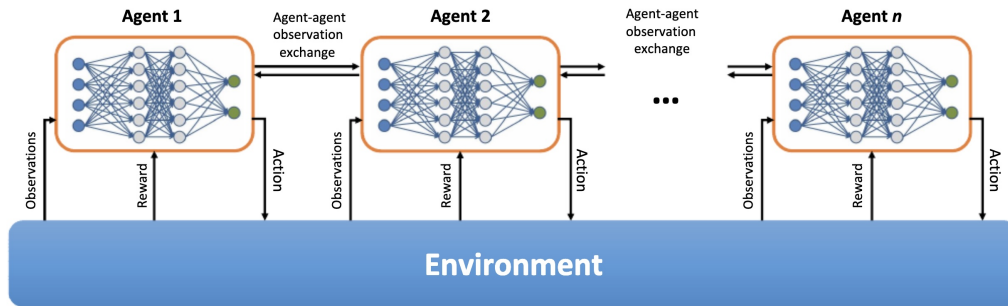 Agent 1
Agent-agent
observation
exchange
Agent 2
Agent-agent
observation
exchange
Agent n
...
Observations
Reward
Action
Observations
Reward
Action
Observations
Reward
Action
Environment